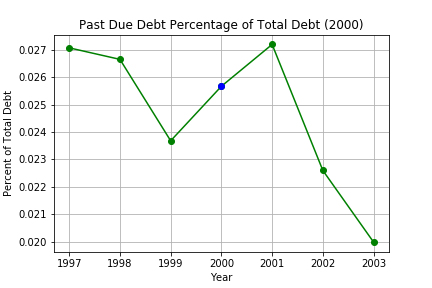 Past Due Debt Percentage of Total Debt (2000)
0.027
0.026
0.025
0.024
0.023
0.022
0.021
0.020
Percent of Total Debt
1997 1998 1999 2000 2001 2002 2003
Year